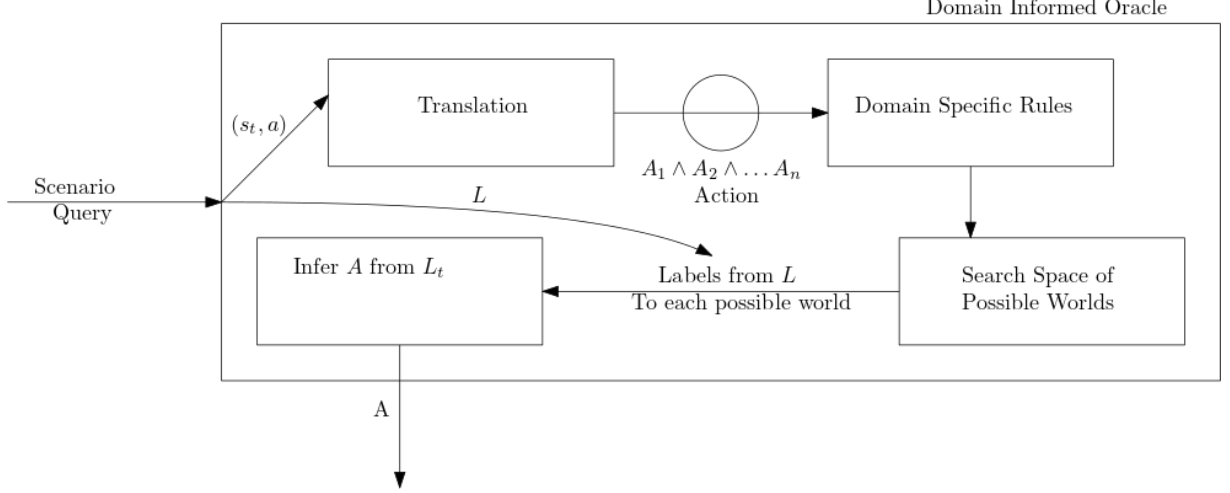 Domain Informed Oracle
Translation
Domain Specific Rules
(s_t, a)
A_1 ∧ A_2 ∧ … A_n
Action
Scenario
Query
L
Infer A from L_t
Labels from L
To each possible world
Search Space of
Possible Worlds
A